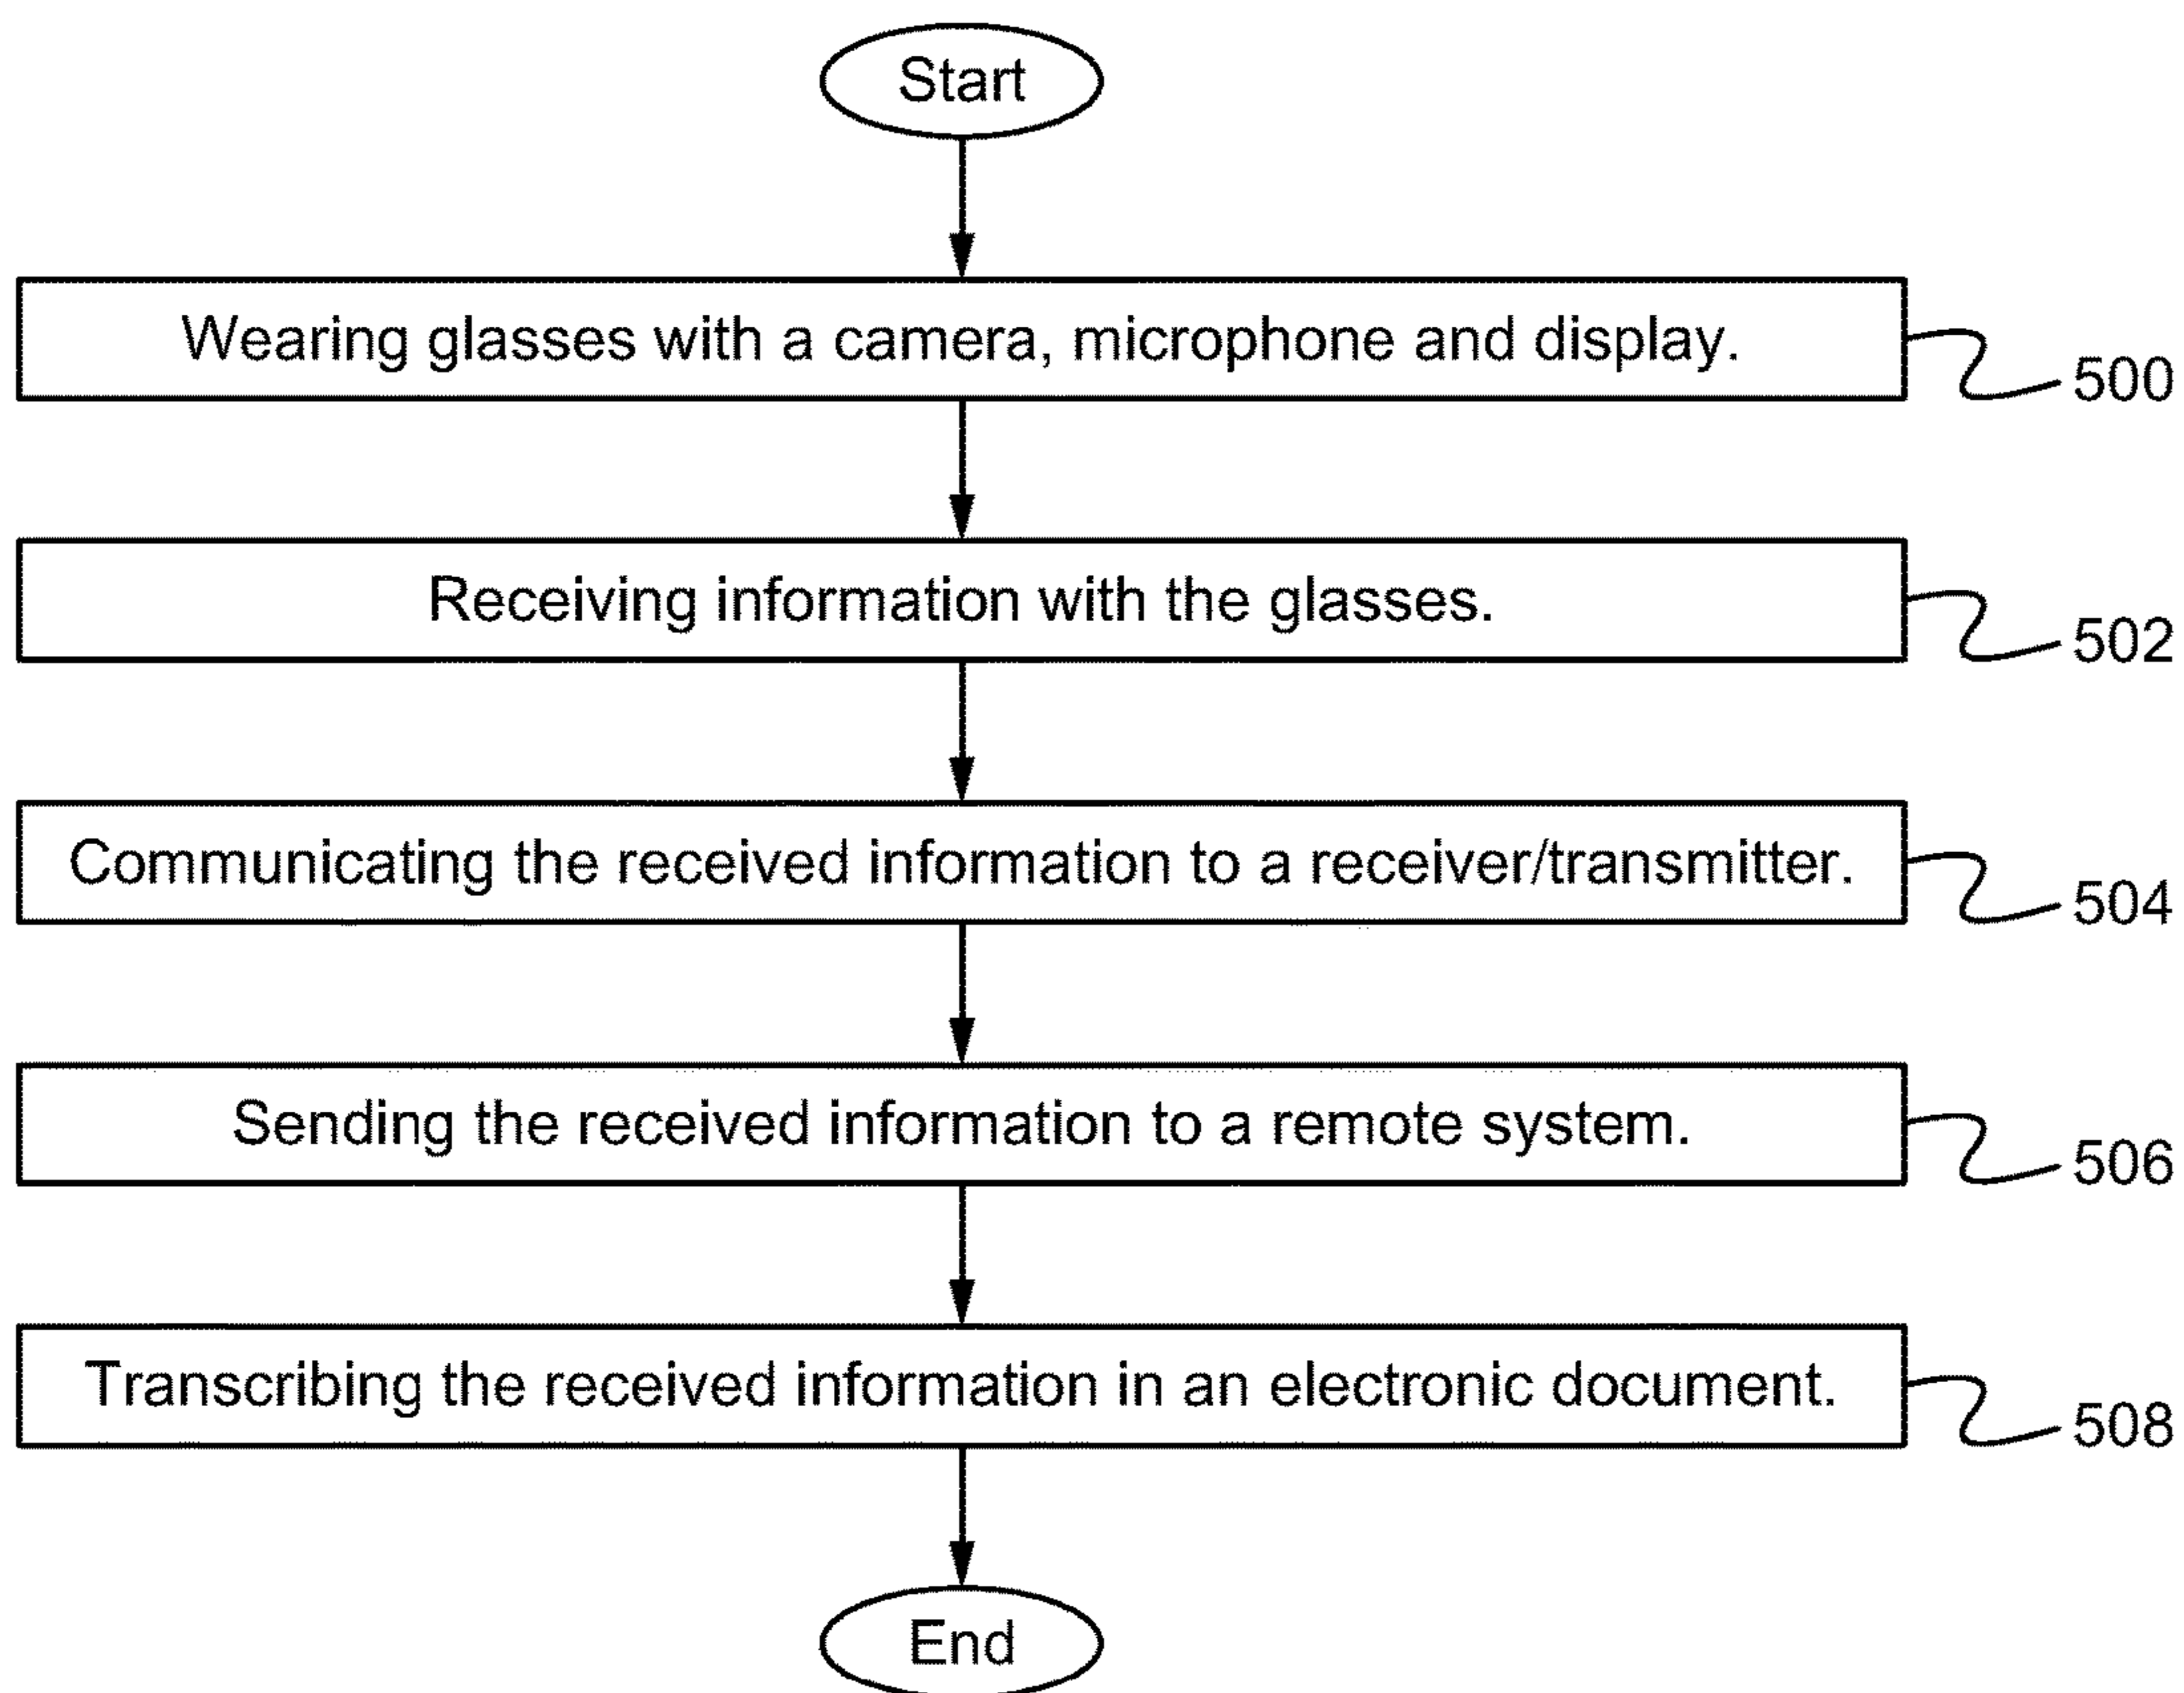 Start
Wearing glasses with a camera, microphone and display.
500
Receiving information with the glasses.
502
Communicating the received information to a receiver/transmitter.
504
Sending the received information to a remote system.
506
Transcribing the received information in an electronic document.
508
End